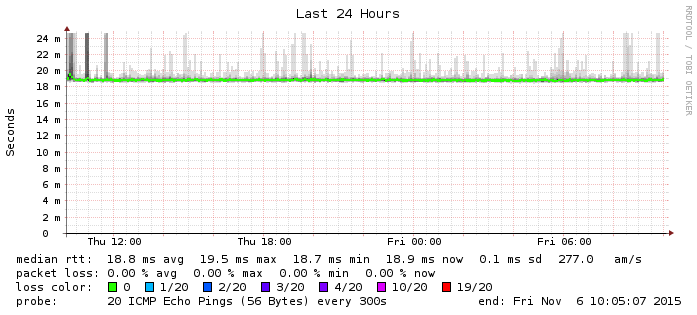 Last 24 Hours
RRDTOOL / TOBI OETIKER
Seconds
24 m
22 m
20 m
18 m
16 m
14 m
12 m
10 m
8 m
6 m
4 m
2 m
0
Thu 12:00 Thu 18:00 Fri 00:00 Fri 06:00
median rtt: 18.8 ms avg 19.5 ms max 18.7 ms min 18.9 ms now 0.1 ms sd 277.0 am/s
packet loss: 0.00 % avg 0.00 % max 0.00 % min 0.00 % now
loss color: 0 1/20 2/20 3/20 4/20 10/20 19/20
probe: 20 ICMP Echo Pings (56 Bytes) every 300s end: Fri Nov 6 10:05:07 2015